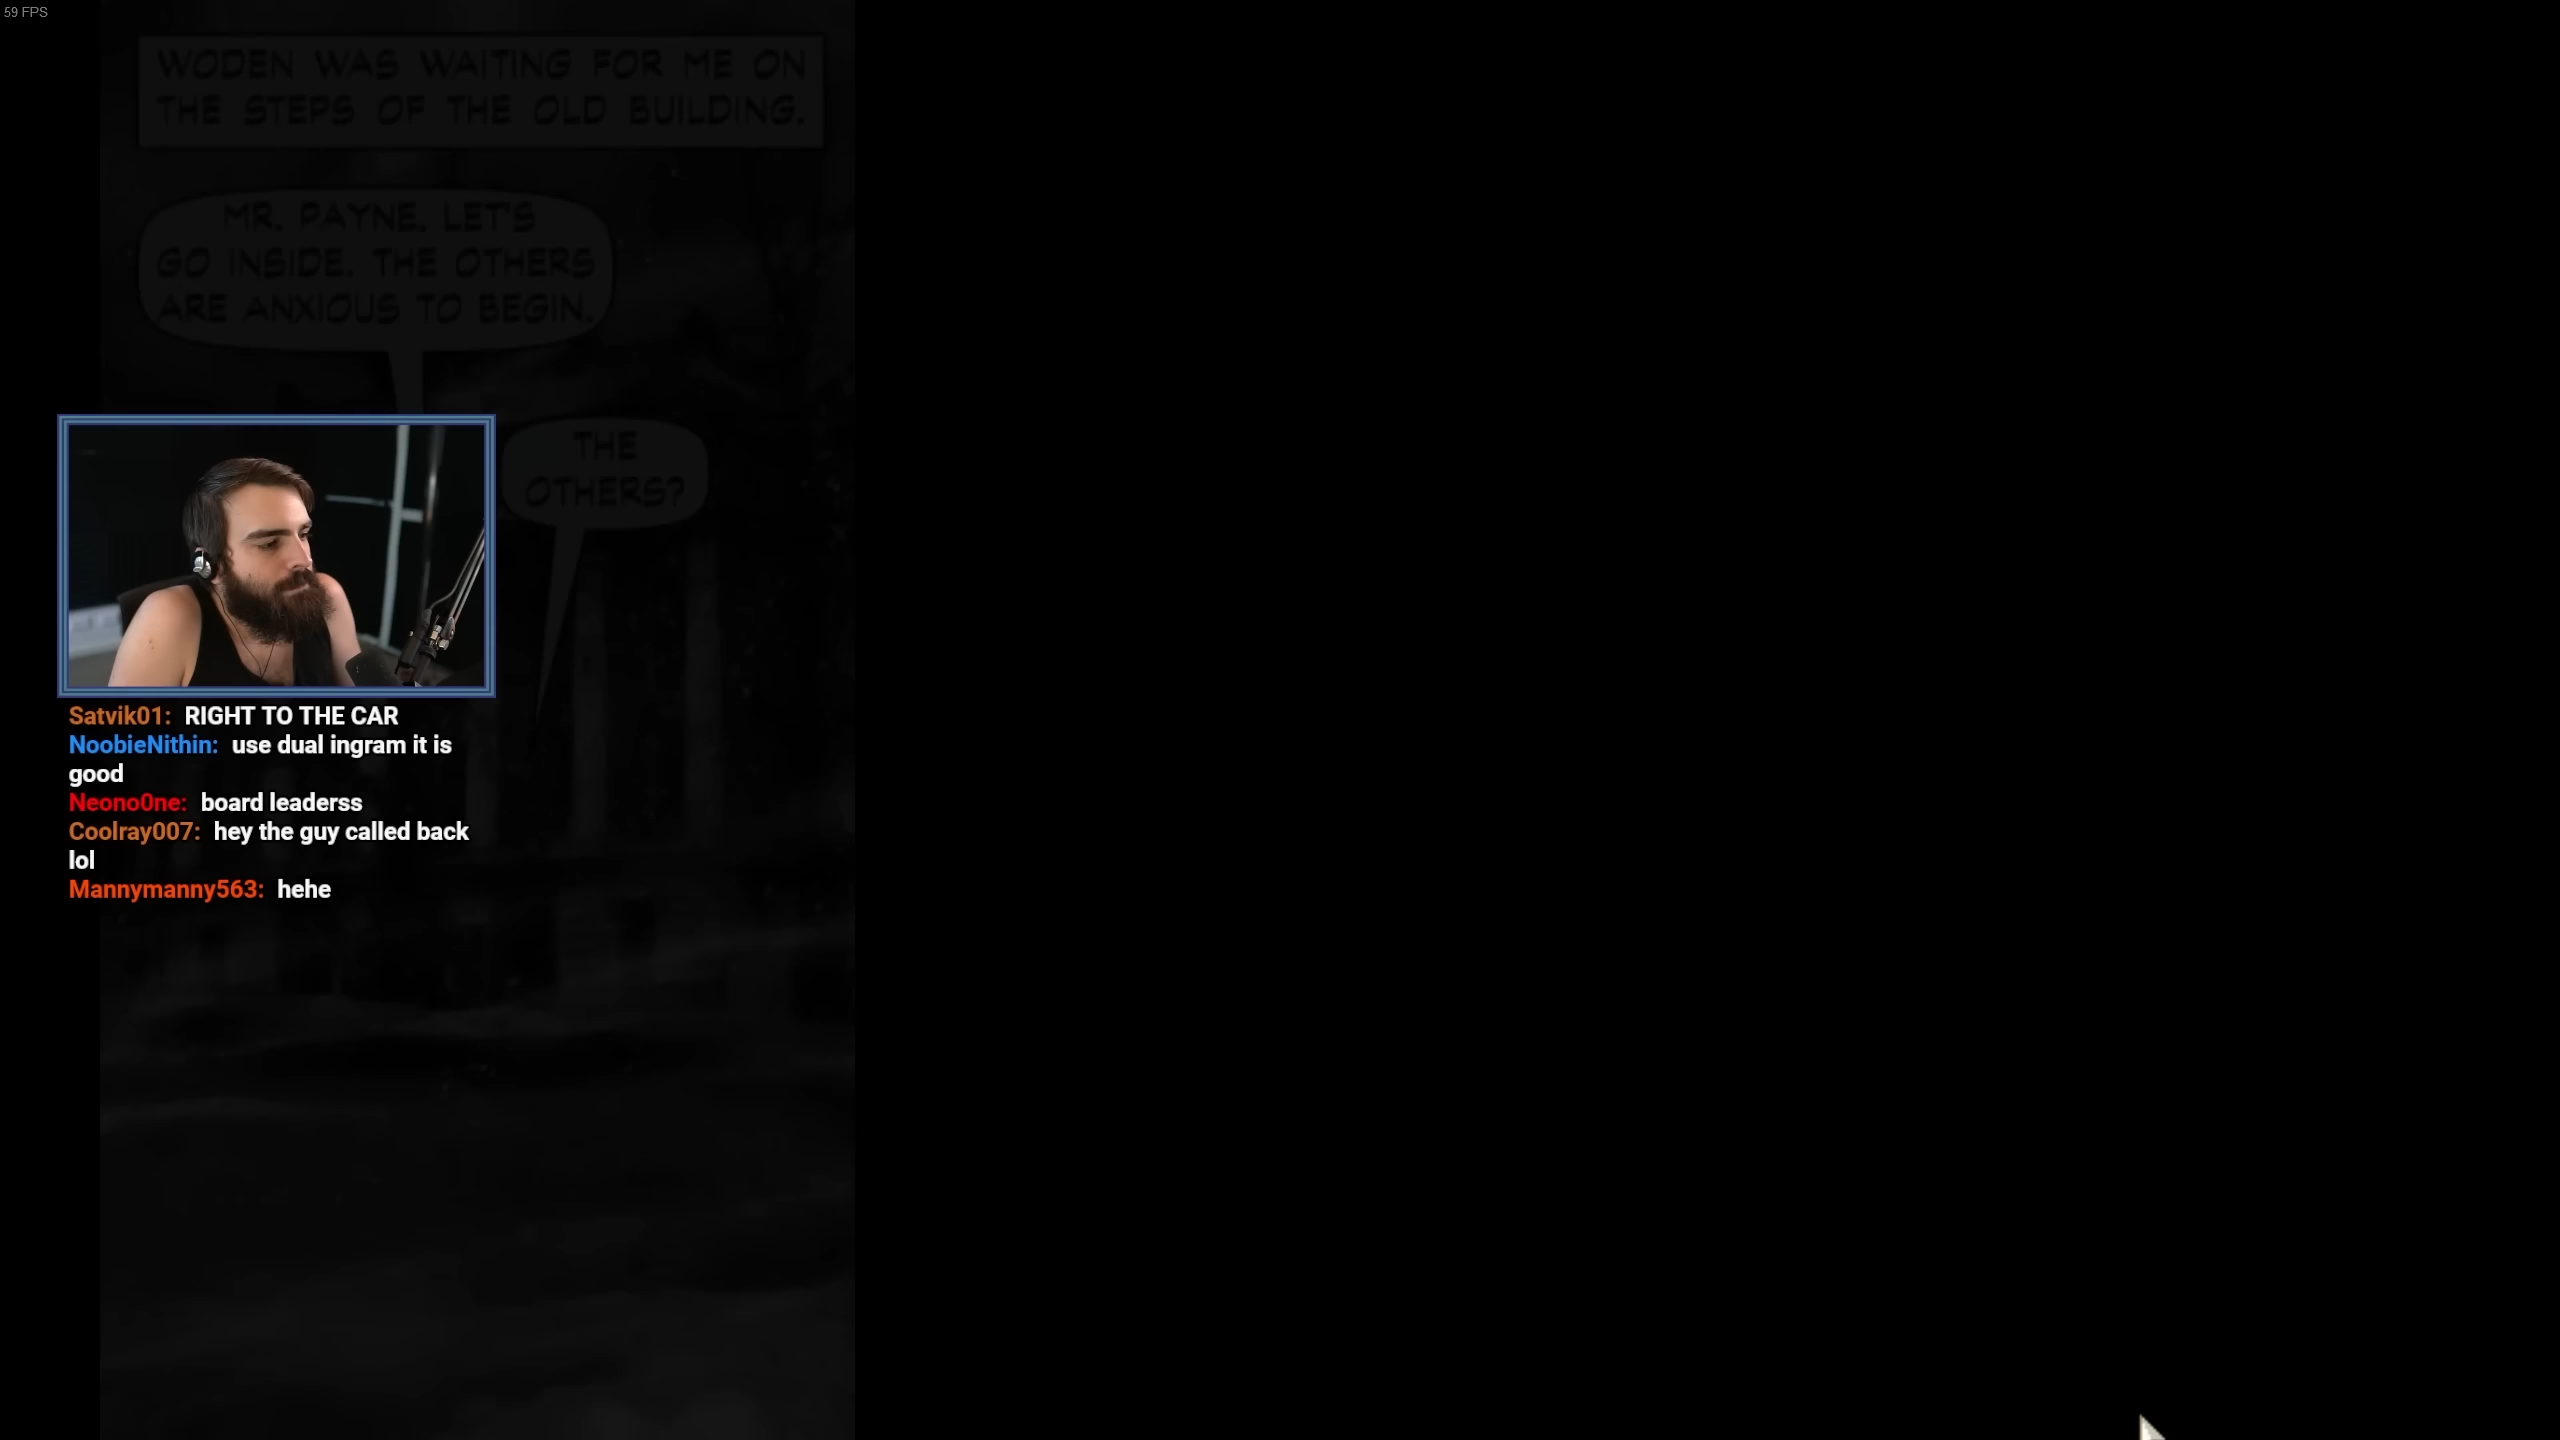 59 FPS
WODEN WAS WAITING FOR ME ON
THE STEPS OF THE OLD BUILDING.
MR. PAYNE. LET'S
GO INSIDE. THE OTHERS
ARE ANXIOUS TO BEGIN.
THE
OTHERS?
Satvik01: RIGHT TO THE CAR
NoobieNithin: use dual ingram it is
good
Neono0ne: board leaderss
Coolray007: hey the guy called back
lol
Mannymanny563: hehe